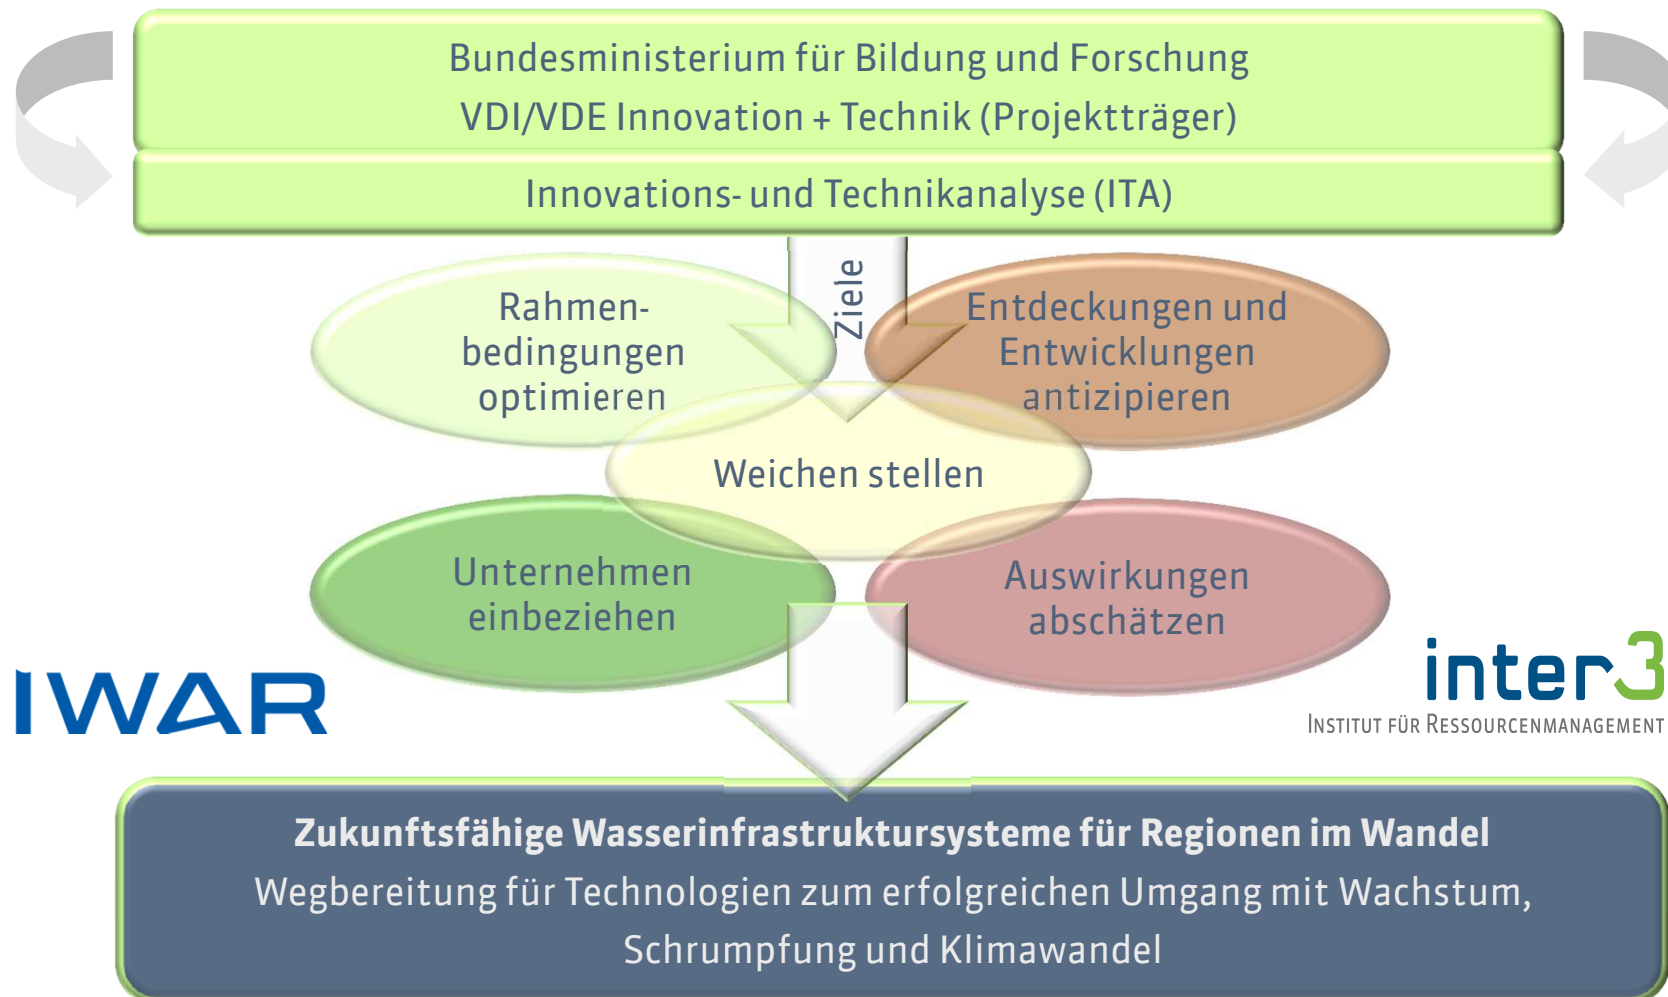 Bundesministerium für Bildung und Forschung
VDI/VDE Innovation + Technik (Projektträger)
Innovations- und Technikanalyse (ITA)
Ziele
Rahmen-
bedingungen
optimieren
Entdeckungen und
Entwicklungen
antizipieren
Weichen stellen
Unternehmen
einbeziehen
Auswirkungen
abschätzen
IWAR
inter3
INSTITUT FÜR RESSOURCENMANAGEMENT
Zukunftsfähige Wasserinfrastruktursysteme für Regionen im Wandel
Wegbereitung für Technologien zum erfolgreichen Umgang mit Wachstum,
Schrumpfung und Klimawandel